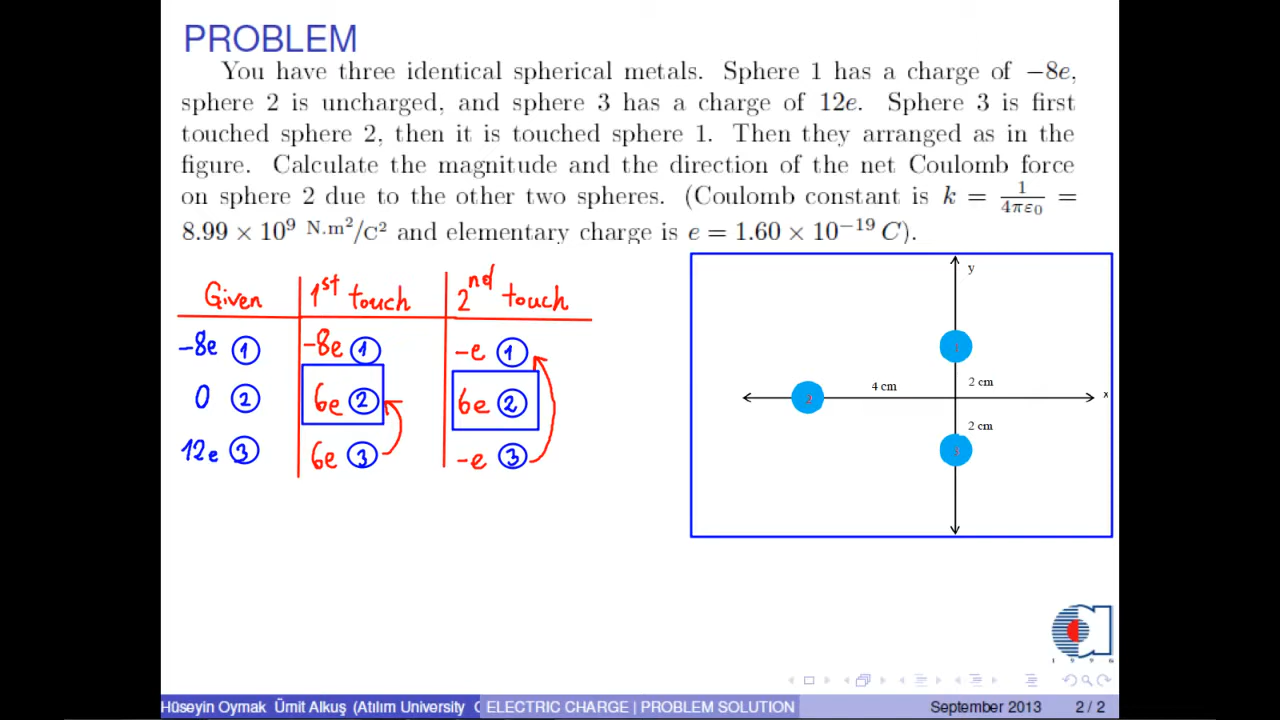 PROBLEM
You have three identical spherical metals. Sphere 1 has a charge of −8e,
sphere 2 is uncharged, and sphere 3 has a charge of 12e. Sphere 3 is first
touched sphere 2, then it is touched sphere 1. Then they arranged as in the
figure. Calculate the magnitude and the direction of the net Coulomb force
on sphere 2 due to the other two spheres. (Coulomb constant is k = 1/4πε₀ =
8.99 × 10⁹ N.m²/C² and elementary charge is e = 1.60 × 10⁻¹⁹ C).
Given 1st touch 2nd touch
-8e 1 -8e 1 -e 1
0 2 6e 2 6e 2
12e 3 6e 3 -e 3
y
1
2 cm
4 cm
x
2
2 cm
3
1 9 9 6
Hüseyin Oymak Ümit Alkuş (Atılım University ELECTRIC CHARGE | PROBLEM SOLUTION September 2013 2 / 2